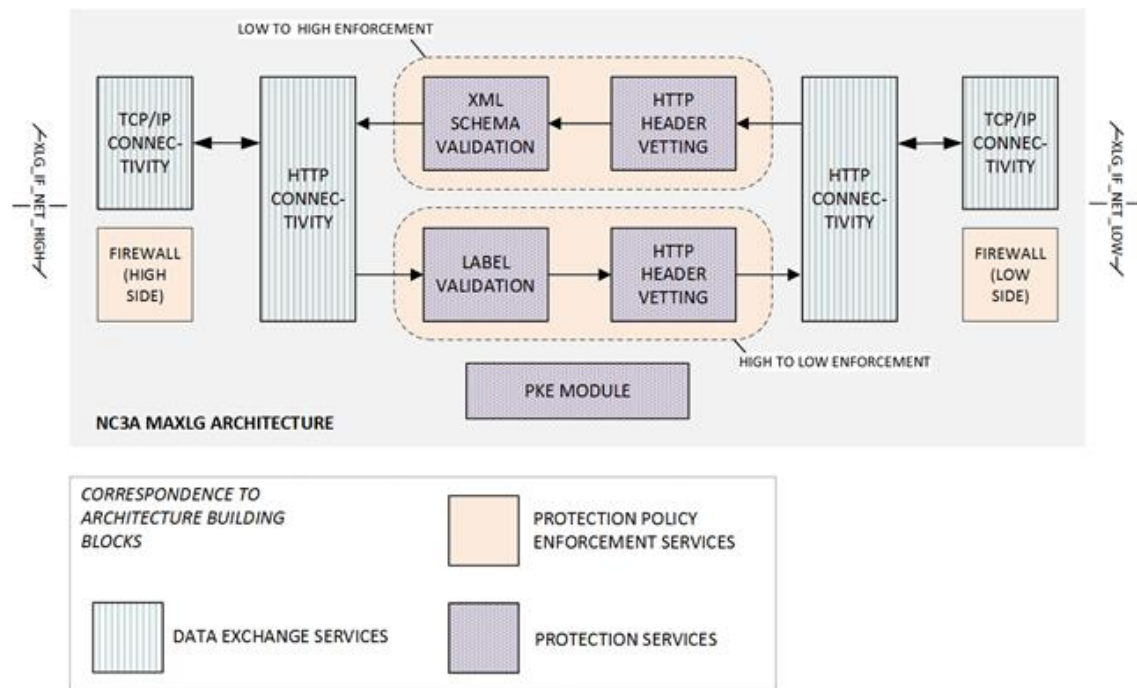 LOW TO HIGH ENFORCEMENT
TCP/IP
CONNEC-
TIVITY
HTTP
CONNEC-
TIVITY
XML
SCHEMA
VALIDATION
HTTP
HEADER
VETTING
HTTP
CONNEC-
TIVITY
TCP/IP
CONNEC-
TIVITY
XLG_IF_NET_HIGH
XLG_IF_NET_LOW
FIREWALL
(HIGH
SIDE)
LABEL
VALIDATION
HTTP
HEADER
VETTING
FIREWALL
(LOW
SIDE)
HIGH TO LOW ENFORCEMENT
PKE MODULE
NC3A MAXLG ARCHITECTURE
CORRESPONDENCE TO
ARCHITECTURE BUILDING
BLOCKS
PROTECTION POLICY
ENFORCEMENT SERVICES
DATA EXCHANGE SERVICES
PROTECTION SERVICES